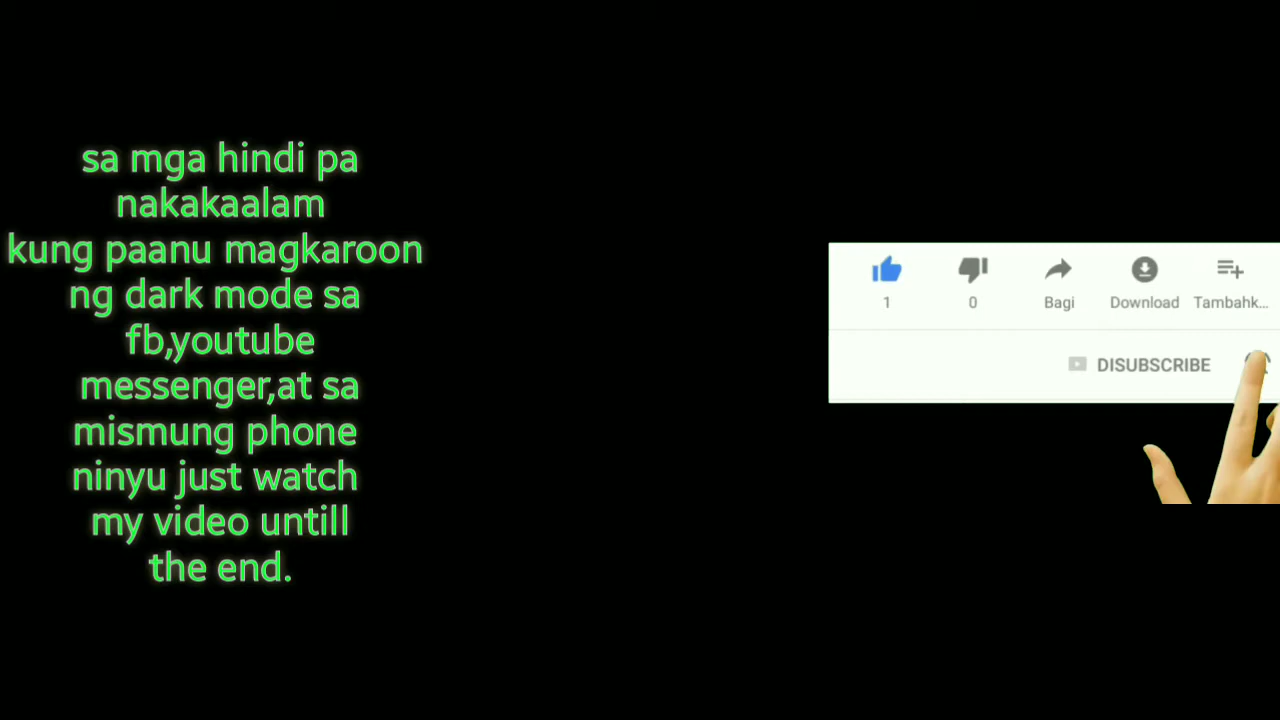 sa mga hindi pa
nakakaalam
kung paanu magkaroon
ng dark mode sa
fb,youtube
messenger,at sa
mismung phone
ninyu just watch
my video untill
the end.
1 0 Bagi Download Tambahk...
DISUBSCRIBE